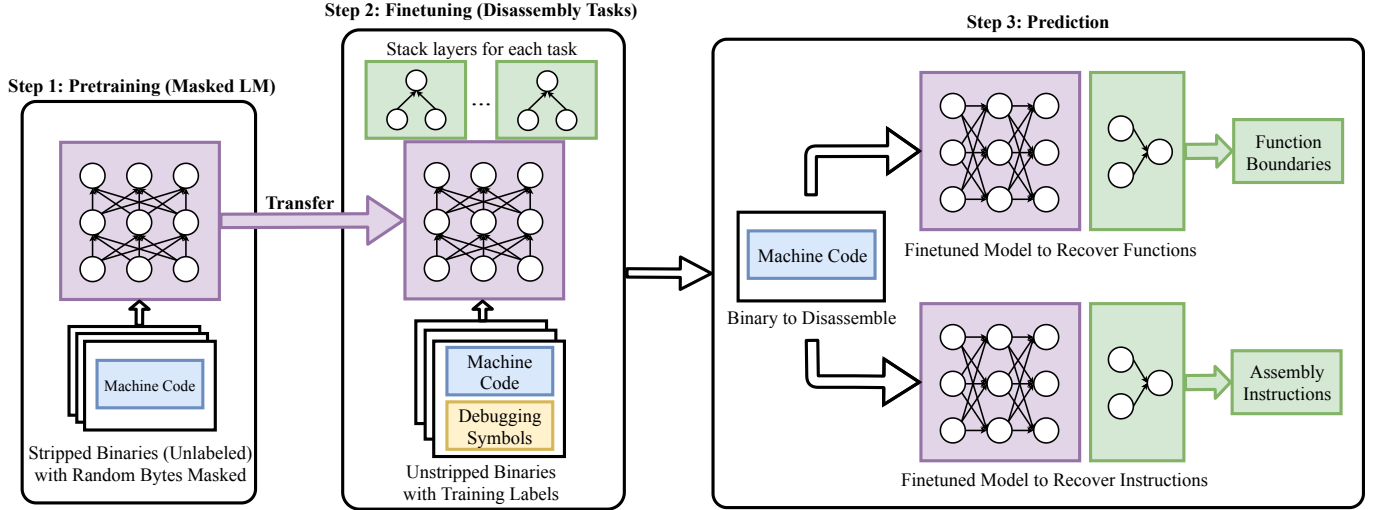 Step 1: Pretraining (Masked LM)
Transfer
Machine Code
Stripped Binaries (Unlabeled)
with Random Bytes Masked
Step 2: Finetuning (Disassembly Tasks)
Stack layers for each task
...
Machine
Code
Debugging
Symbols
Unstripped Binaries
with Training Labels
Step 3: Prediction
Machine Code
Binary to Disassemble
Function
Boundaries
Finetuned Model to Recover Functions
Assembly
Instructions
Finetuned Model to Recover Instructions